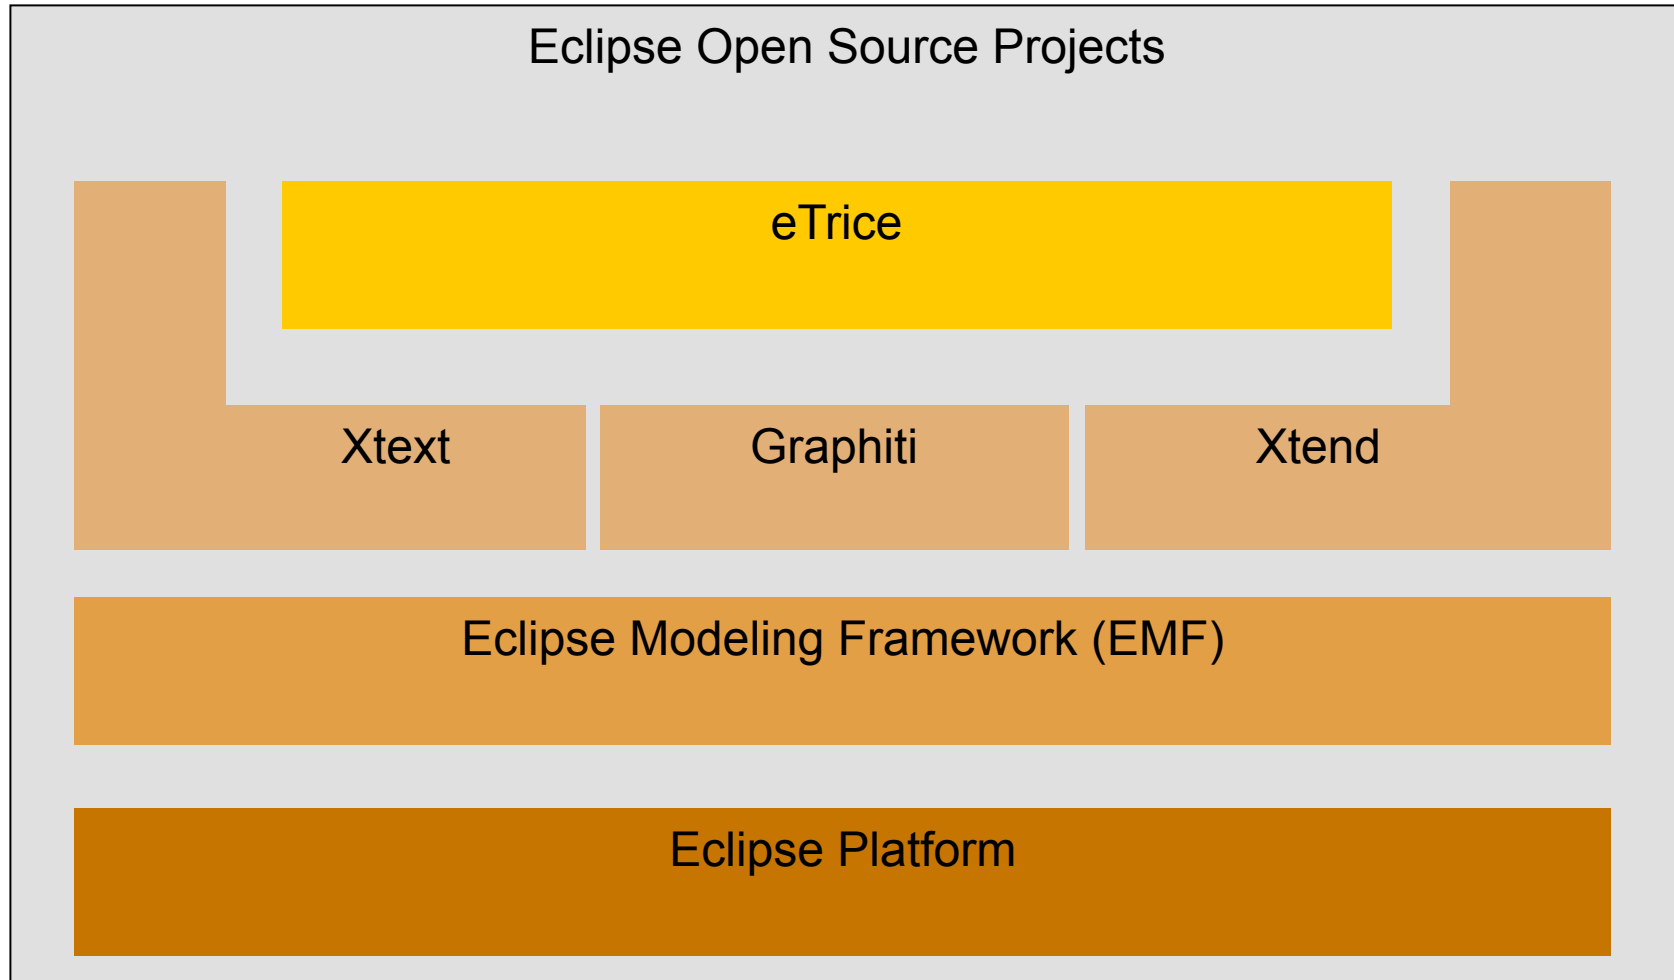 Eclipse Open Source Projects
eTrice
Xtext
Graphiti
Xtend
Eclipse Modeling Framework (EMF)
Eclipse Platform